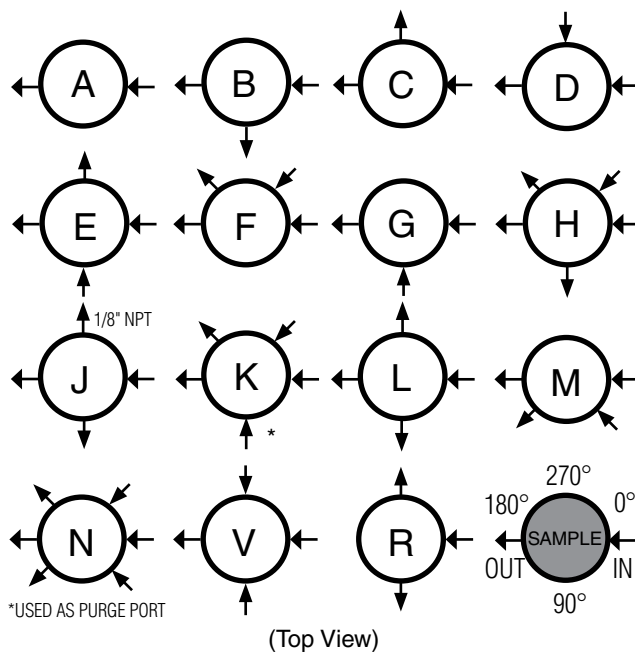 A B C D
E F G H
1/8" NPT
J K L M
*
270°
180° 0°
N V R SAMPLE
OUT IN
*USED AS PURGE PORT 90°
(Top View)